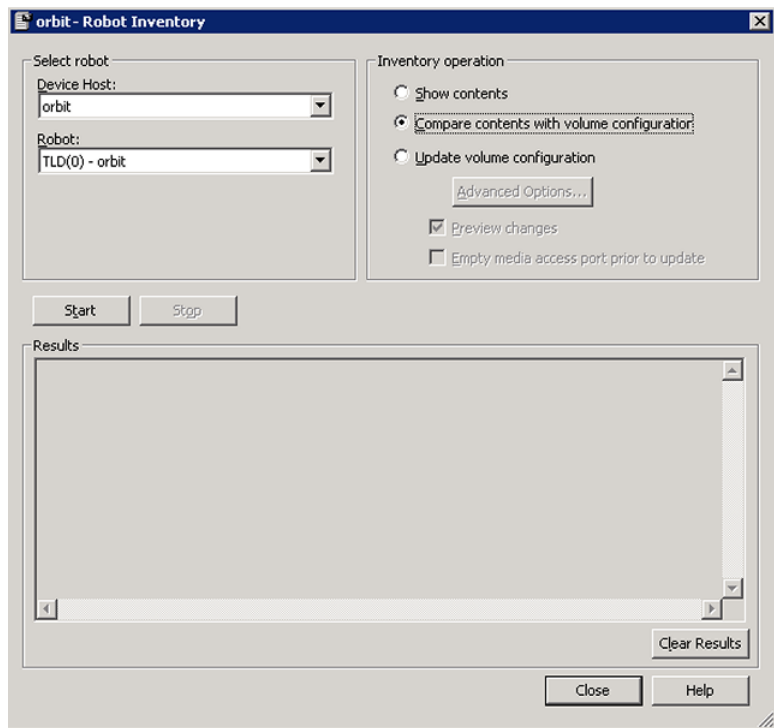 orbit - Robot Inventory
Select robot
Device Host:
orbit
Robot:
TLD(0) - orbit
Inventory operation
Show contents
Compare contents with volume configuration
Update volume configuration
Advanced Options...
Preview changes
Empty media access port prior to update
Start
Stop
Results
Clear Results
Close
Help